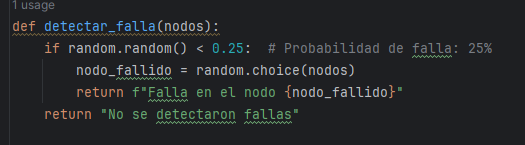 1 usage
def detectar_falla(nodos):
    if random.random() < 0.25:  # Probabilidad de falla: 25%
        nodo_fallido = random.choice(nodos)
        return f"Falla en el nodo {nodo_fallido}"
    return "No se detectaron fallas"